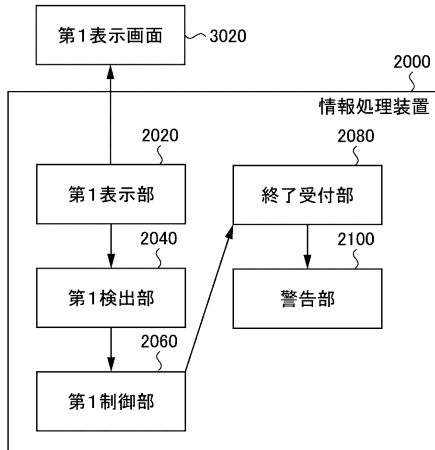 第1表示画面
3020
2000
情報処理装置
2020
第1表示部
2080
終了受付部
2040
第1検出部
2100
警告部
2060
第1制御部